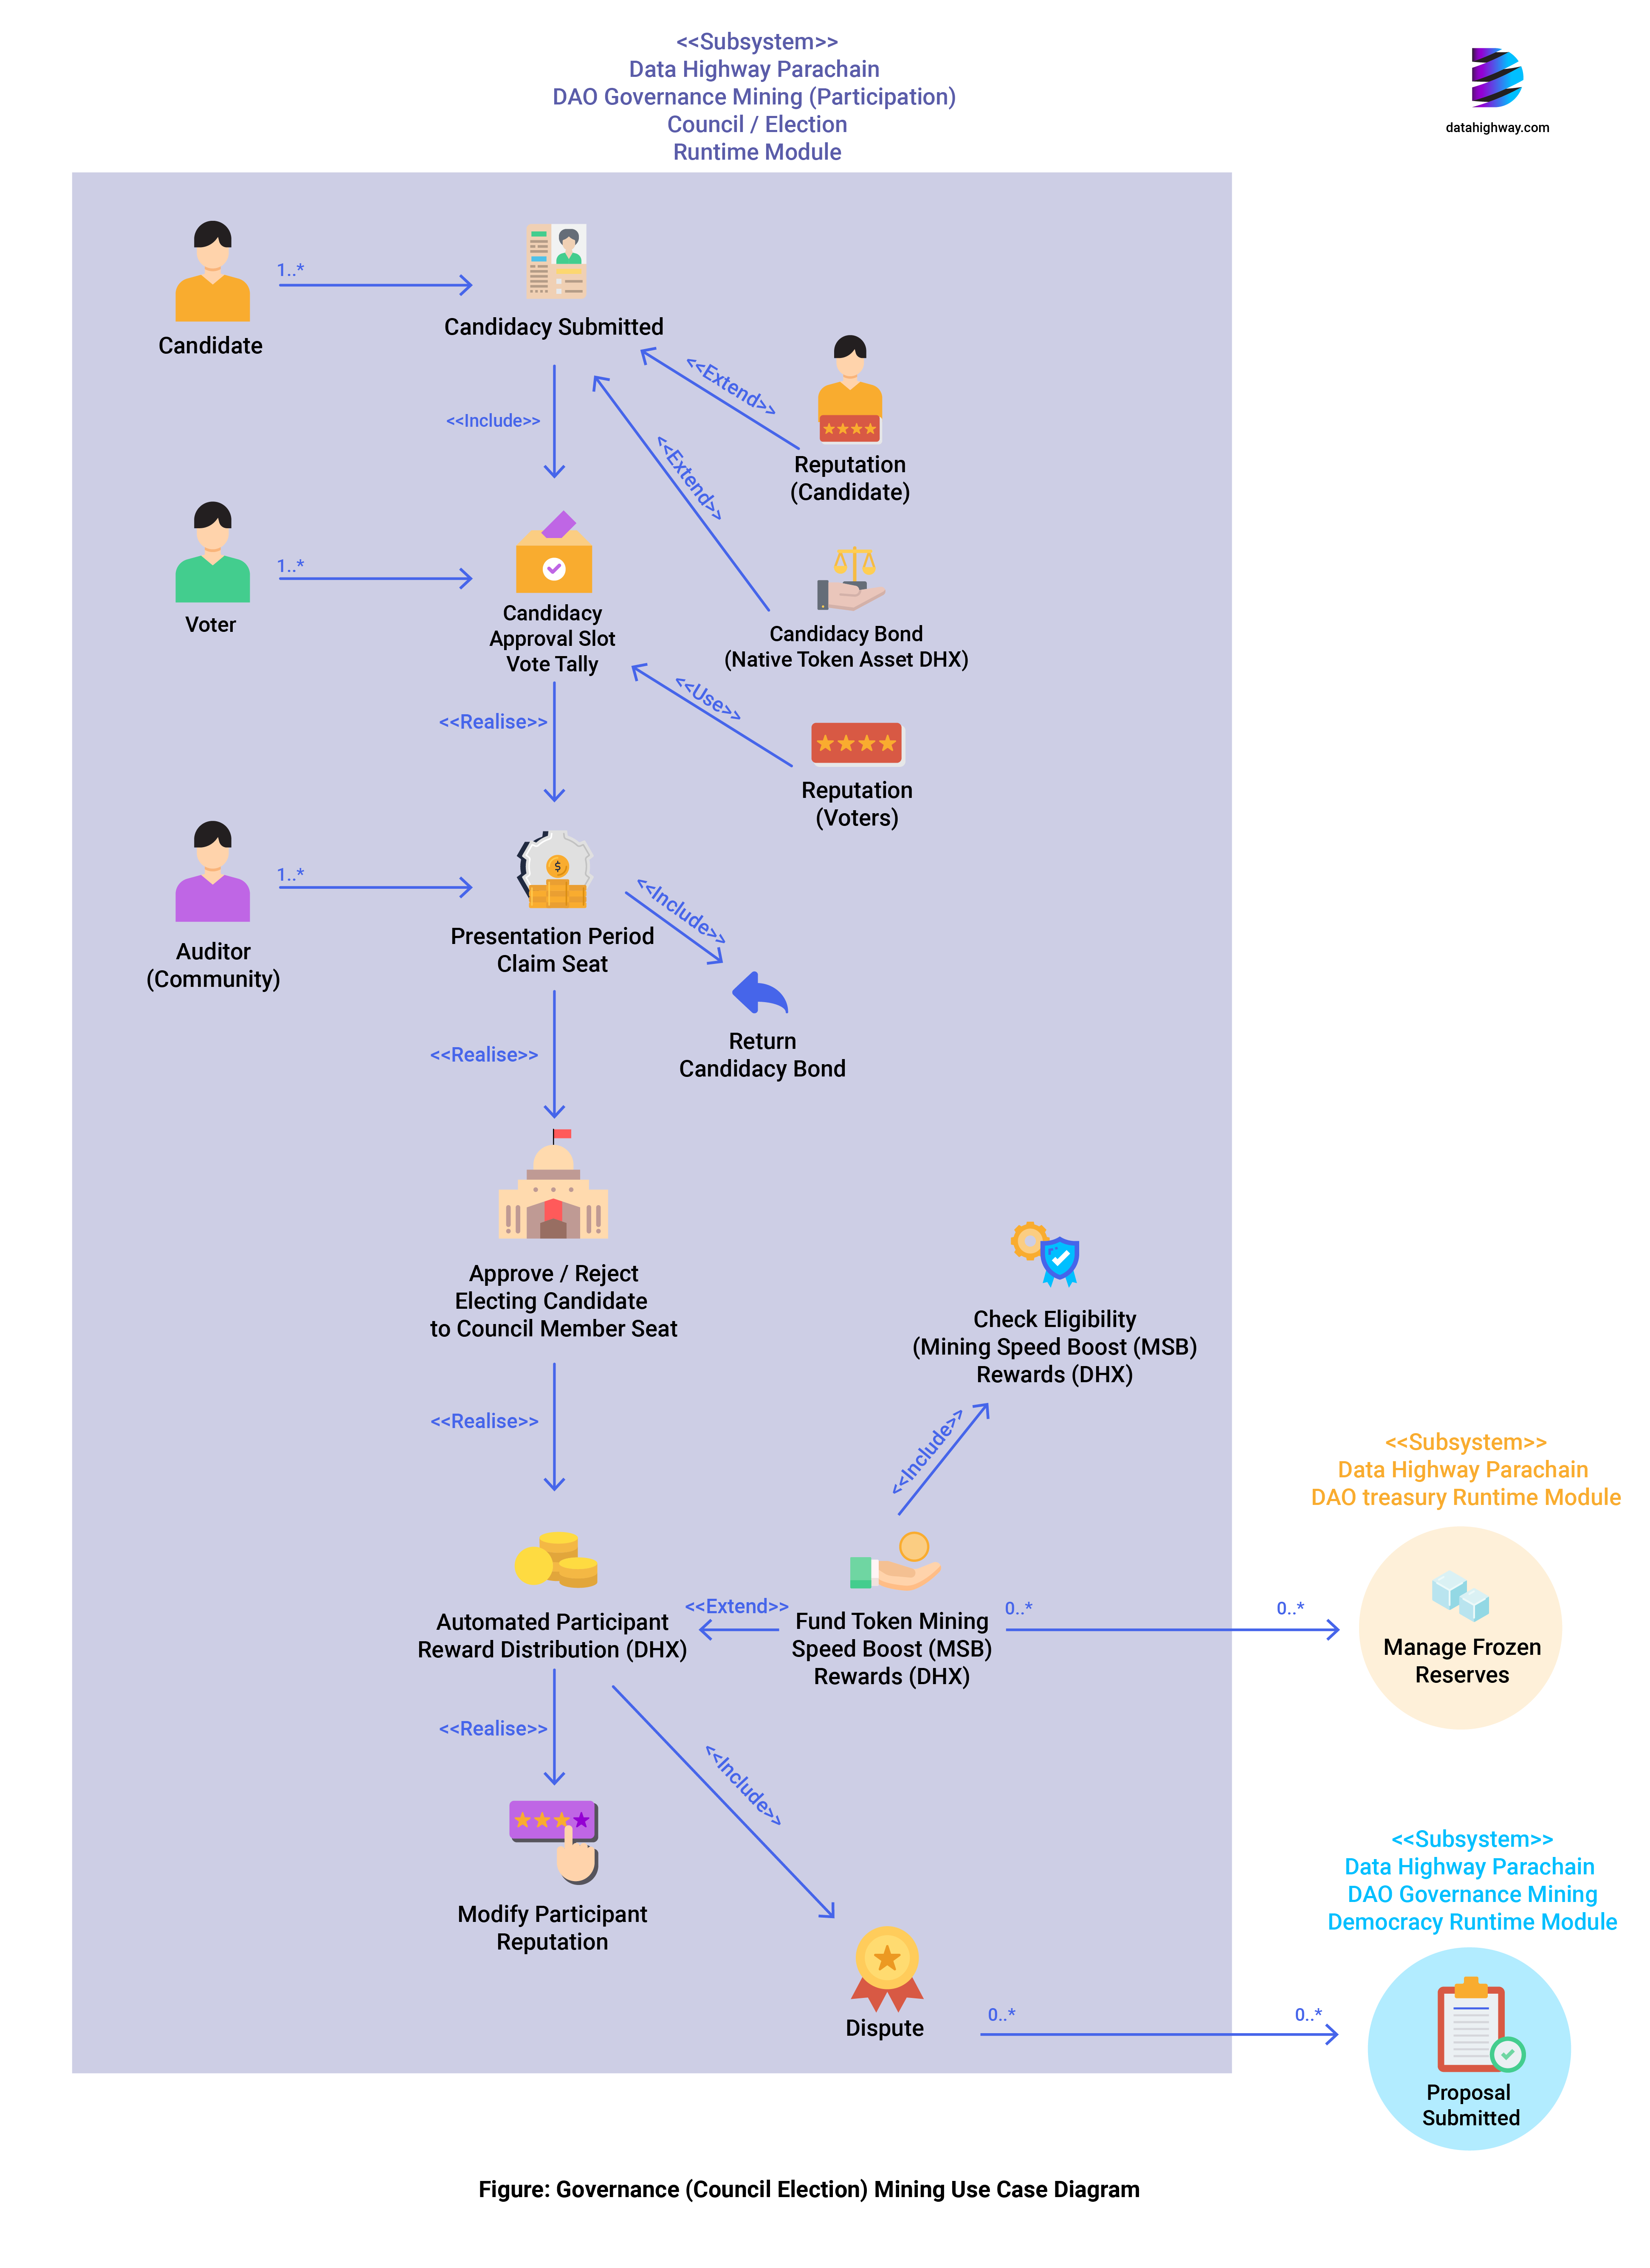 <<Subsystem>>
Data Highway Parachain
DAO Governance Mining (Participation)
Council / Election
Runtime Module
datahighway.com
1..*
Candidate
Candidacy Submitted
<<Extend>>
<<Include>>
<<Extend>>
Reputation
(Candidate)
1..*
Voter
Candidacy
Approval Slot
Vote Tally
Candidacy Bond
(Native Token Asset DHX)
<<Use>>
<<Realise>>
Reputation
(Voters)
1..*
Auditor
(Community)
$
Presentation Period
Claim Seat
<<Include>>
Return
Candidacy Bond
<<Realise>>
Approve / Reject
Electing Candidate
to Council Member Seat
Check Eligibility
(Mining Speed Boost (MSB)
Rewards (DHX)
<<Realise>>
<<Include>>
<<Subsystem>>
Data Highway Parachain
DAO treasury Runtime Module
Automated Participant
Reward Distribution (DHX)
<<Extend>>
Fund Token Mining
Speed Boost (MSB)
Rewards (DHX)
0..*
0..*
Manage Frozen
Reserves
<<Realise>>
<<Include>>
Modify Participant
Reputation
<<Subsystem>>
Data Highway Parachain
DAO Governance Mining
Democracy Runtime Module
Dispute
0..*
0..*
Proposal
Submitted
Figure: Governance (Council Election) Mining Use Case Diagram